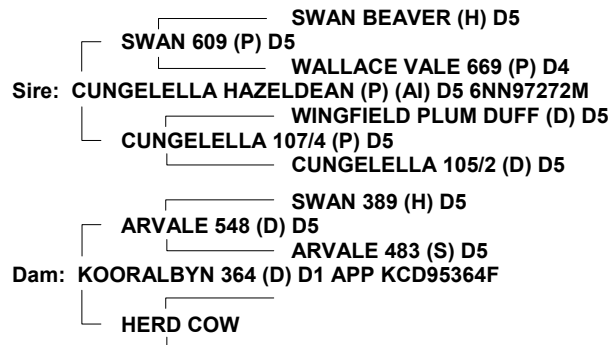 SWAN BEAVER (H) D5
SWAN 609 (P) D5
WALLACE VALE 669 (P) D4
Sire: CUNGELELLA HAZELDEAN (P) (AI) D5 6NN97272M
WINGFIELD PLUM DUFF (D) D5
CUNGELELLA 107/4 (P) D5
CUNGELELLA 105/2 (D) D5
SWAN 389 (H) D5
ARVALE 548 (D) D5
ARVALE 483 (S) D5
Dam: KOORALBYN 364 (D) D1 APP KCD95364F
HERD COW